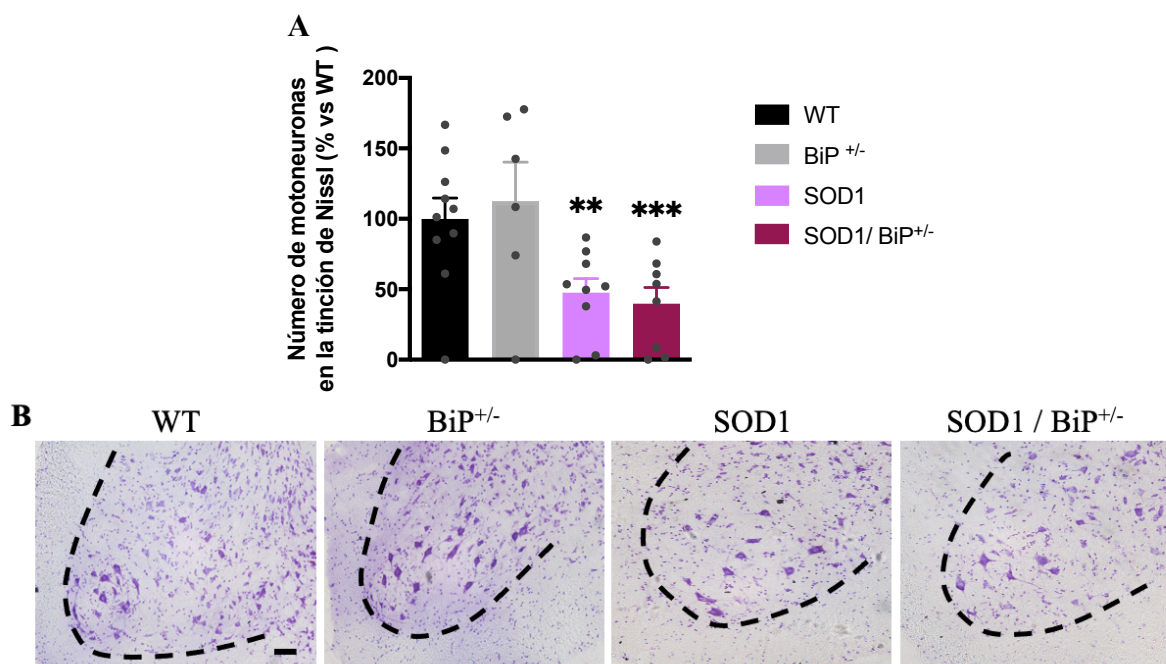 A
Número de motoneuronas
en la tinción de Nissl (% vs WT )
200
150
100
50
0
**
***
WT
BiP +/-
SOD1
SOD1/ BiP+/-
B
WT
BiP+/-
SOD1
SOD1 / BiP+/-